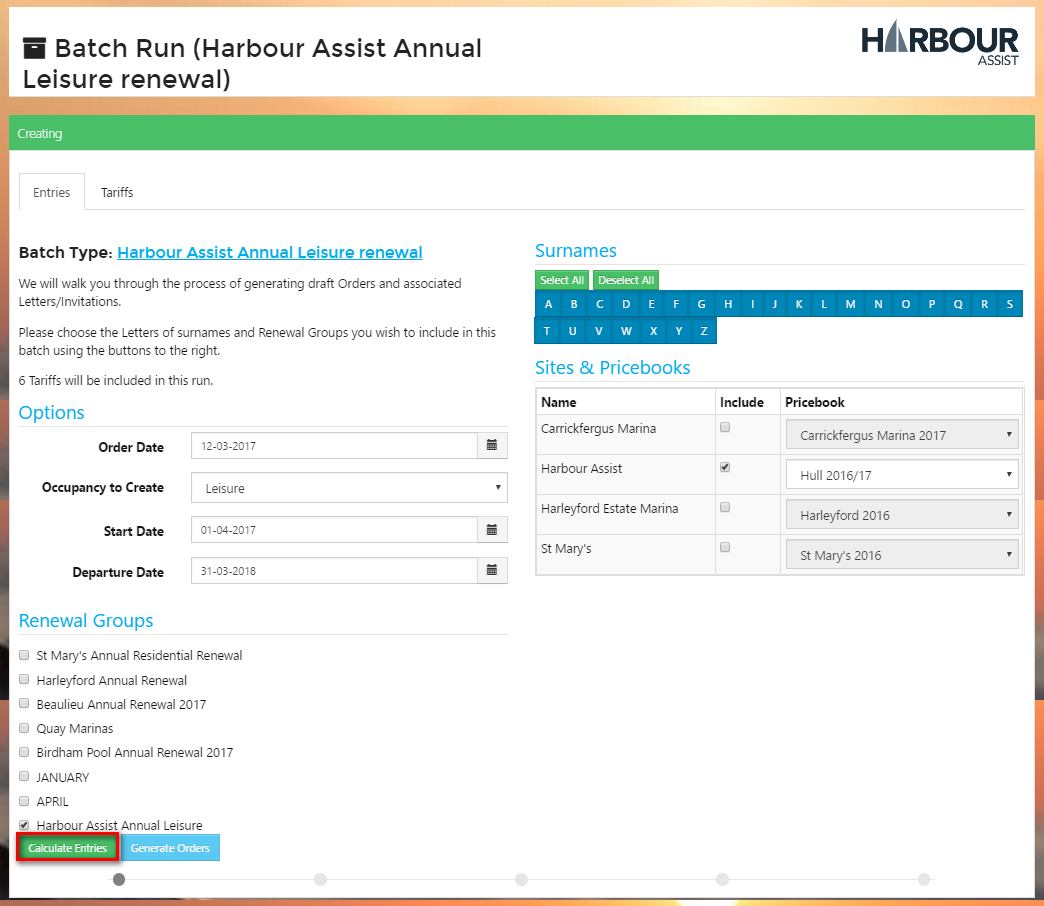 Batch Run (Harbour Assist Annual
Leisure renewal)
HARBOUR
ASSIST
Creating
Entries
Tariffs
Batch Type: Harbour Assist Annual Leisure renewal
We will walk you through the process of generating draft Orders and associated
Letters/Invitations.
Please choose the Letters of surnames and Renewal Groups you wish to include in this
batch using the buttons to the right.
6 Tariffs will be included in this run.
Options
Order Date 12-03-2017
Occupancy to Create Leisure
Start Date 01-04-2017
Departure Date 31-03-2018
Renewal Groups
St Mary's Annual Residential Renewal
Harleyford Annual Renewal
Beaulieu Annual Renewal 2017
Quay Marinas
Birdham Pool Annual Renewal 2017
JANUARY
APRIL
Harbour Assist Annual Leisure
Calculate Entries Generate Orders
Surnames
Select All Deselect All
A B C D E F G H I J K L M N O P Q R S
T U V W X Y Z
Sites & Pricebooks
Name Include Pricebook
Carrickfergus Marina Carrickfergus Marina 2017
Harbour Assist Hull 2016/17
Harleyford Estate Marina Harleyford 2016
St Mary's St Mary's 2016